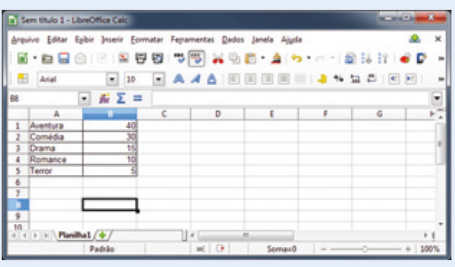 Sem título 1 - LibreOffice Calc
Arquivo Editar Exibir Inserir Formatar Ferramentas Dados Janela Ajuda
Arial 10
B8
A B C D E F G H
1 Aventura 40
2 Comédia 30
3 Drama 15
4 Romance 10
5 Terror 5
6
7
8
9
10
Planilha1
Padrão Soma=0 100%